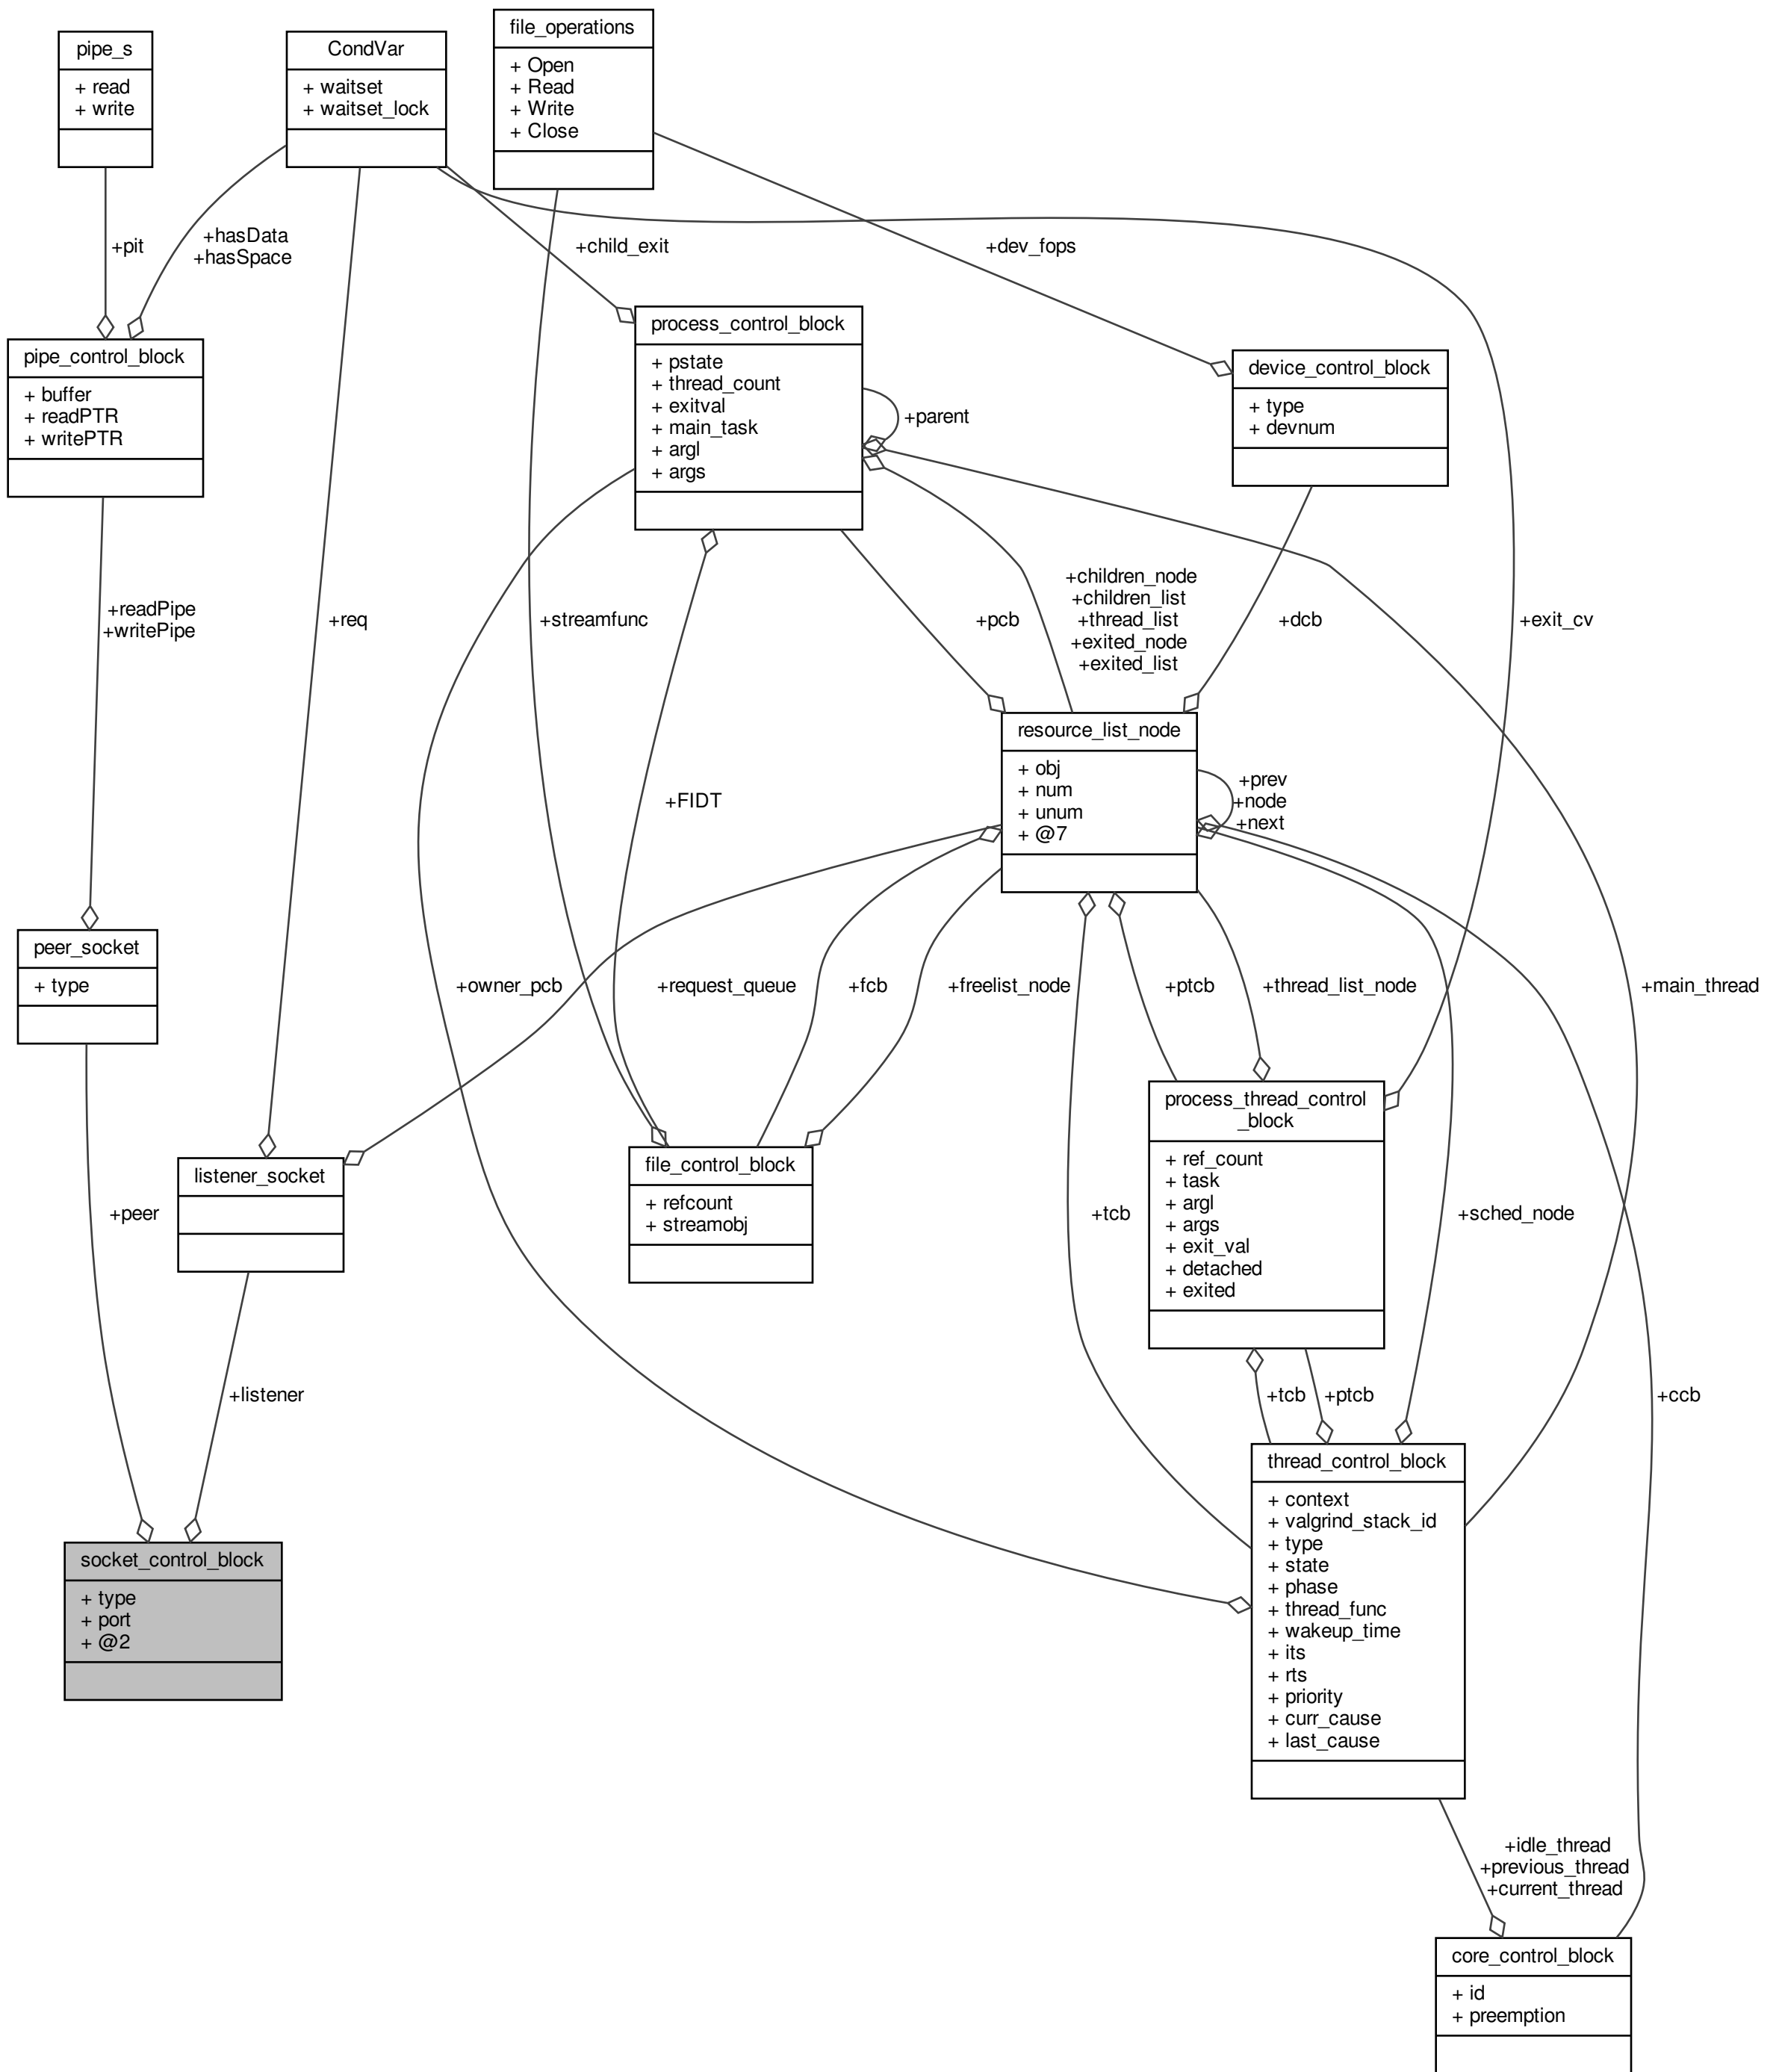 file_operations
+ Open
+ Read
+ Write
+ Close
pipe_s
+ read
+ write
CondVar
+ waitset
+ waitset_lock
+pit
+hasData
+hasSpace
+child_exit
+dev_fops
process_control_block
+ pstate
+ thread_count
+ exitval
+ main_task
+ argl
+ args
+parent
pipe_control_block
+ buffer
+ readPTR
+ writePTR
device_control_block
+ type
+ devnum
+readPipe
+writePipe
+req
+streamfunc
+pcb
+children_node
+children_list
+thread_list
+exited_node
+exited_list
+dcb
+exit_cv
resource_list_node
+ obj
+ num
+ unum
+ @7
+prev
+node
+next
+FIDT
peer_socket
+ type
+owner_pcb
+request_queue
+fcb
+freelist_node
+ptcb
+thread_list_node
+main_thread
process_thread_control
_block
+ ref_count
+ task
+ argl
+ args
+ exit_val
+ detached
+ exited
listener_socket
file_control_block
+ refcount
+ streamobj
+peer
+tcb
+sched_node
+listener
+tcb
+ptcb
+ccb
thread_control_block
+ context
+ valgrind_stack_id
+ type
+ state
+ phase
+ thread_func
+ wakeup_time
+ its
+ rts
+ priority
+ curr_cause
+ last_cause
socket_control_block
+ type
+ port
+ @2
+idle_thread
+previous_thread
+current_thread
core_control_block
+ id
+ preemption